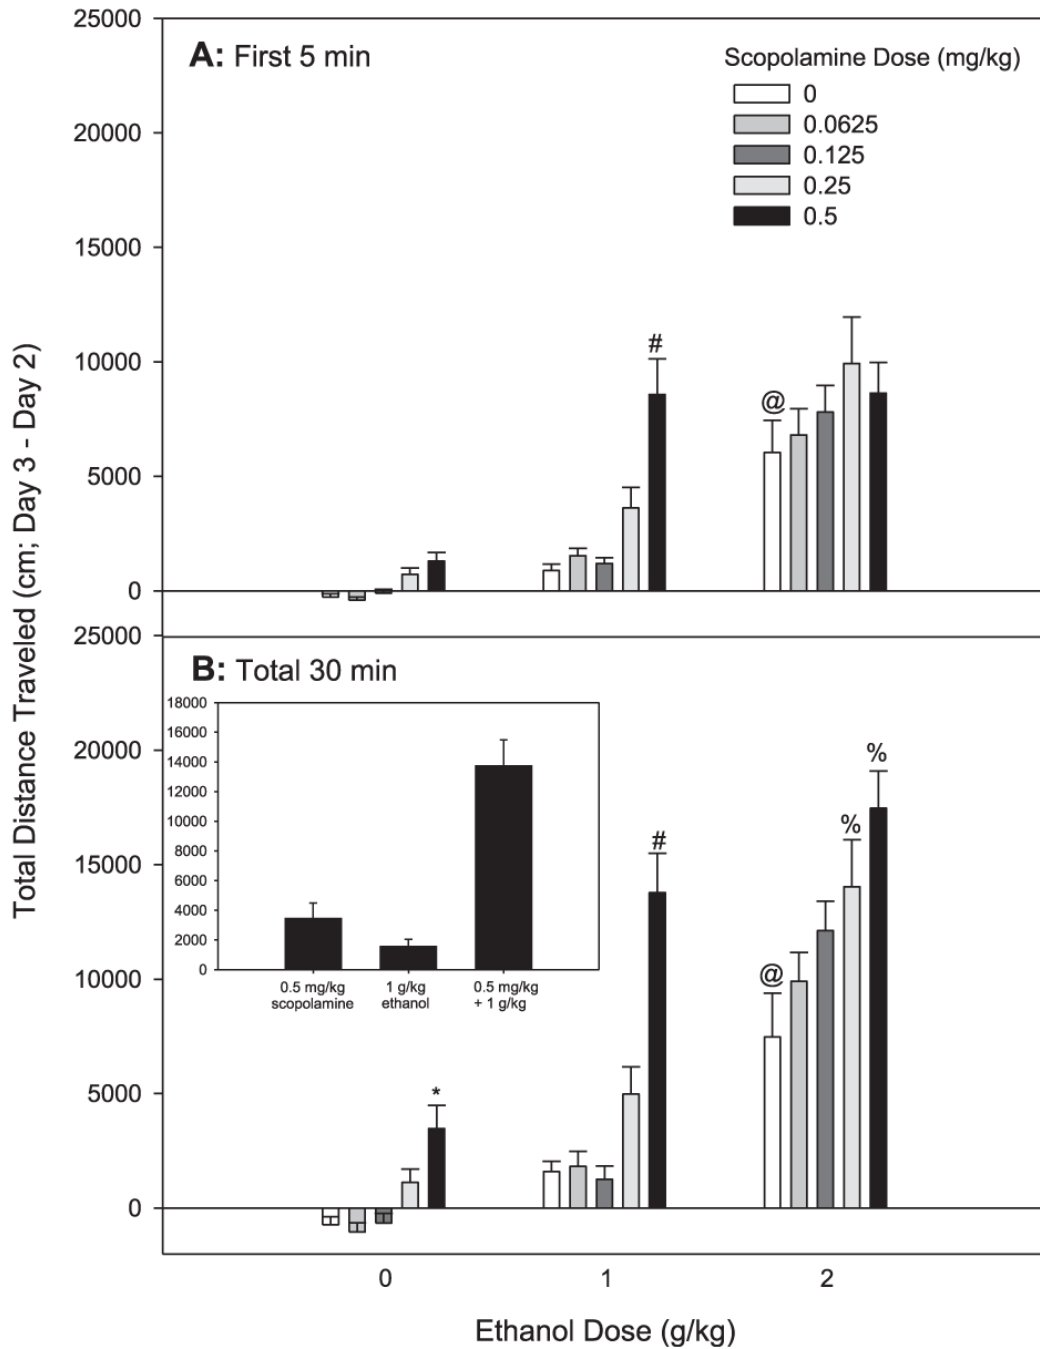 Total Distance Traveled (cm; Day 3 - Day 2)
25000
20000
15000
10000
5000
0
A: First 5 min
Scopolamine Dose (mg/kg)
0
0.0625
0.125
0.25
0.5
#
@
25000
20000
15000
10000
5000
0
B: Total 30 min
18000
16000
14000
12000
10000
8000
6000
4000
2000
0
0.5 mg/kg
scopolamine
1 g/kg
ethanol
0.5 mg/kg
+ 1 g/kg
*
#
@
%
%
0 1 2
Ethanol Dose (g/kg)